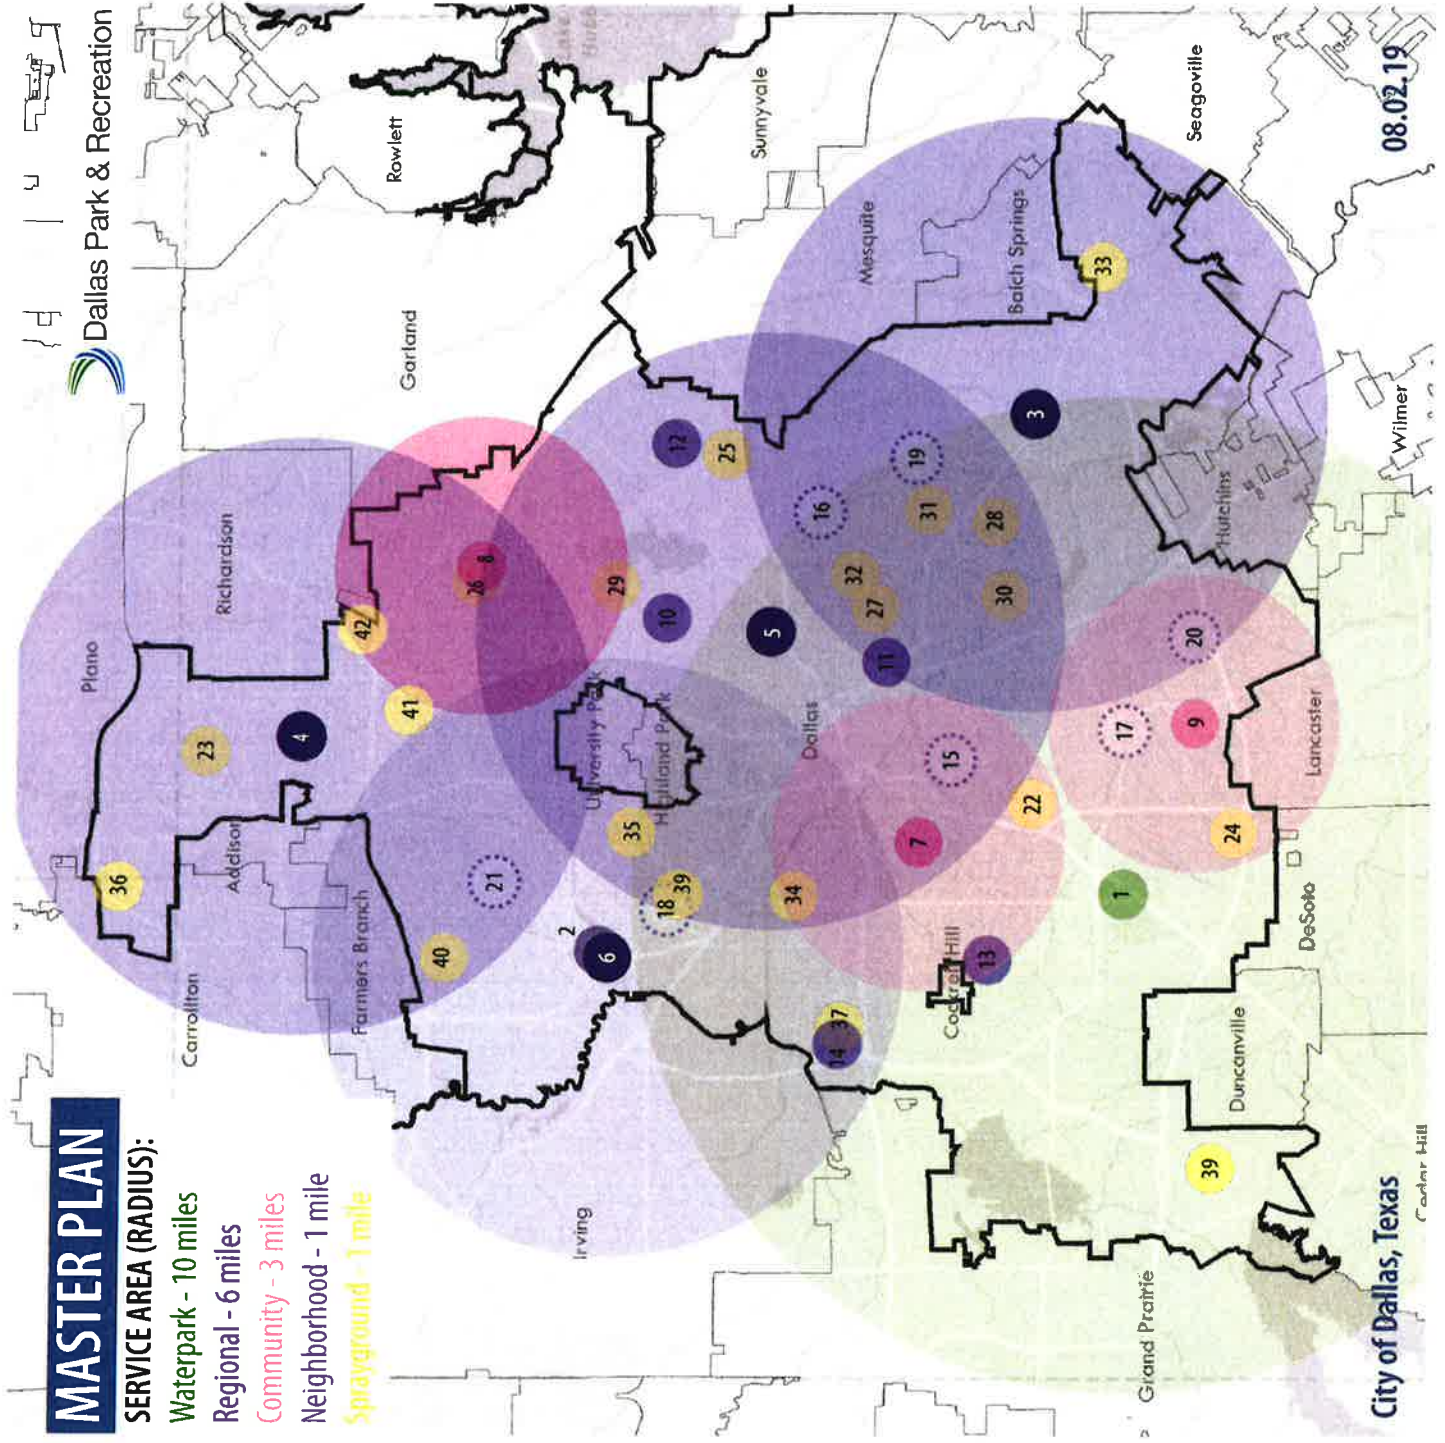 MASTER PLAN
SERVICE AREA (RADIUS):
Waterpark - 10 miles
Regional - 6 miles
Community - 3 miles
Neighborhood - 1 mile
Sprayground - 1 mile
Dallas Park & Recreation
Plano
Richardson
Carrollton
Addison
Farmers Branch
Garland
Rowlett
Lake
Sunnyvale
Irving
University Park
Highland Park
Dallas
Mesquite
Balch Springs
Seagoville
Cockrell Hill
Hutchins
Wilmer
Grand Prairie
Duncanville
DeSoto
Lancaster
Cedar Hill
36
23
4
42
41
40
21
26
8
2
6
35
29
10
12
25
18
39
34
5
16
32
27
11
19
31
28
30
3
33
14
37
7
15
13
22
1
17
9
20
24
39
City of Dallas, Texas
08.02.19